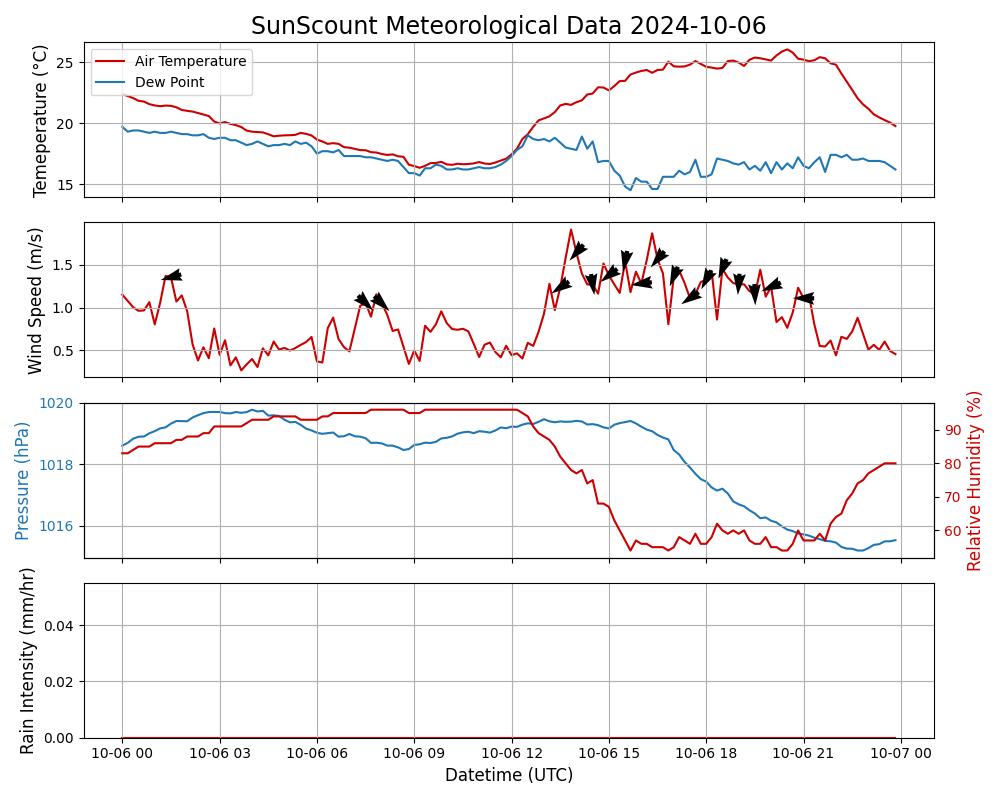 SunScount Meteorological Data 2024-10-06
Temeperature (°C)
25
20
15
Air Temperature
Dew Point
Wind Speed (m/s)
1.5
1.0
0.5
Pressure (hPa)
1020
1018
1016
90
80
70
60
Relative Humidity (%)
Rain Intensity (mm/hr)
0.04
0.02
0.00
10-06 00 10-06 03 10-06 06 10-06 09 10-06 12 10-06 15 10-06 18 10-06 21 10-07 00
Datetime (UTC)